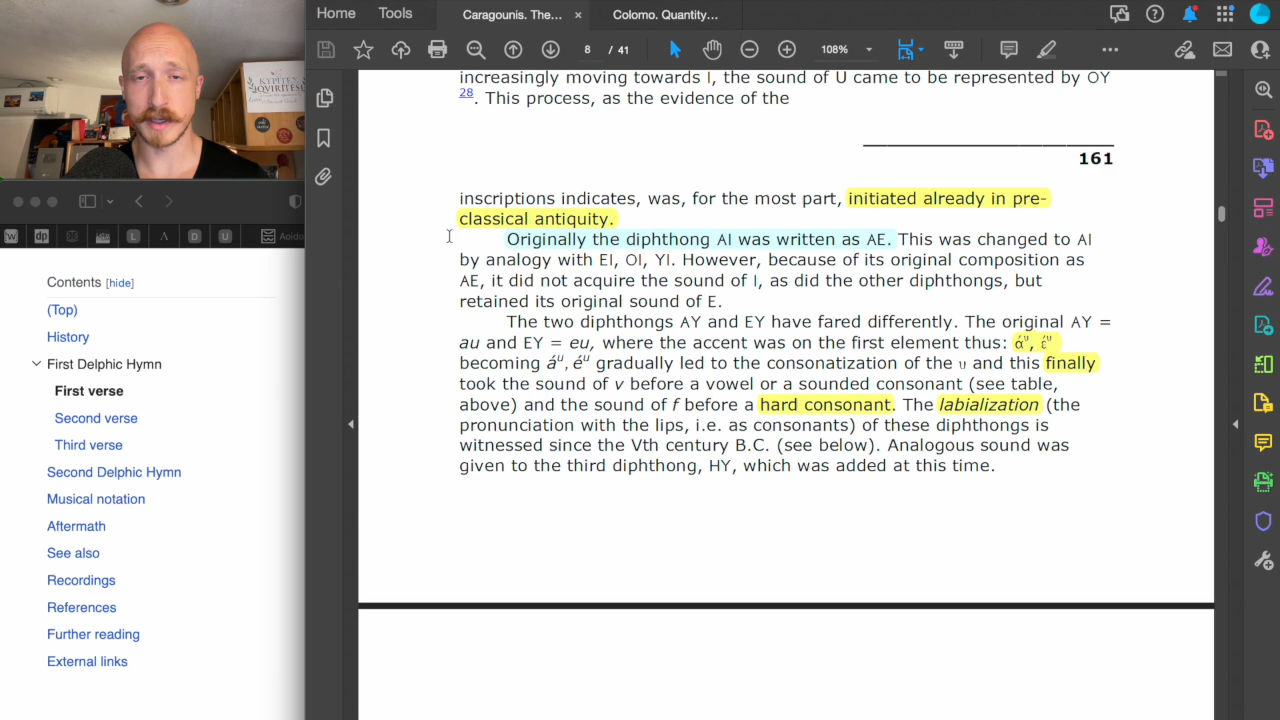 Home
Tools
Caragounis. The...
×
Colomo. Quantity...
8 / 41
108%
increasingly moving towards I, the sound of U came to be represented by OY
28. This process, as the evidence of the
161
inscriptions indicates, was, for the most part, initiated already in pre-
classical antiquity.
Originally the diphthong AI was written as AE. This was changed to AI
by analogy with EI, OI, YI. However, because of its original composition as
AE, it did not acquire the sound of I, as did the other diphthongs, but
retained its original sound of E.
The two diphthongs AY and EY have fared differently. The original AY =
au and EY = eu, where the accent was on the first element thus: ά^υ, έ^υ
becoming á^u, é^u gradually led to the consonatization of the υ and this finally
took the sound of v before a vowel or a sounded consonant (see table,
above) and the sound of f before a hard consonant. The labialization (the
pronunciation with the lips, i.e. as consonants) of these diphthongs is
witnessed since the Vth century B.C. (see below). Analogous sound was
given to the third diphthong, HY, which was added at this time.
W dp L Λ D U Aoido
Contents [hide]
(Top)
History
First Delphic Hymn
First verse
Second verse
Third verse
Second Delphic Hymn
Musical notation
Aftermath
See also
Recordings
References
Further reading
External links